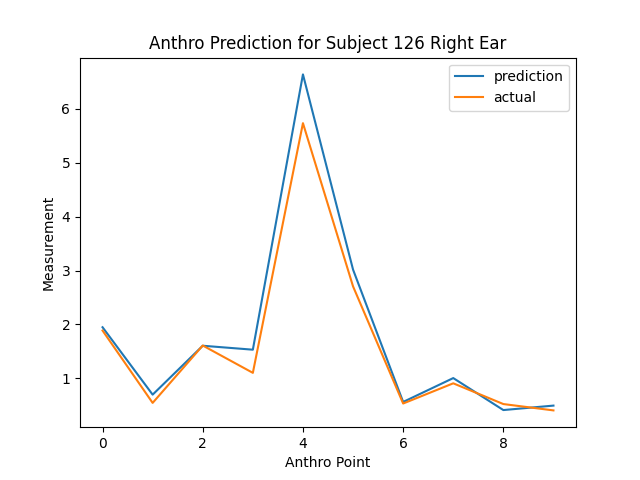 Anthro Prediction for Subject 126 Right Ear
prediction
actual
6
5
4
3
2
1
Measurement
0 2 4 6 8
Anthro Point